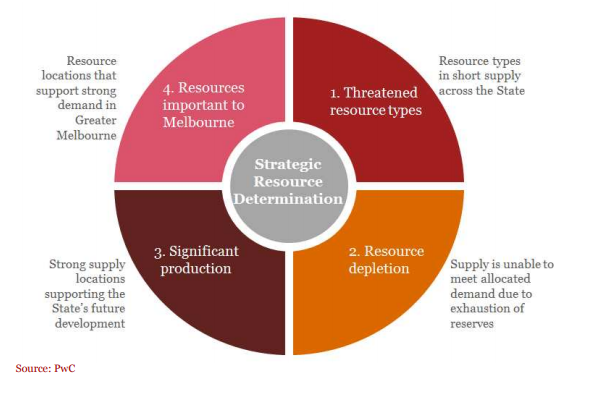 Resource
locations that
support strong
demand in
Greater
Melbourne
4. Resources
important to
Melbourne
1. Threatened
resource types
Resource types
in short supply
across the State
Strategic
Resource
Determination
Strong supply
locations
supporting the
State's future
development
3. Significant
production
2. Resource
depletion
Supply is unable to
meet allocated
demand due to
exhaustion of
reserves
Source: PwC